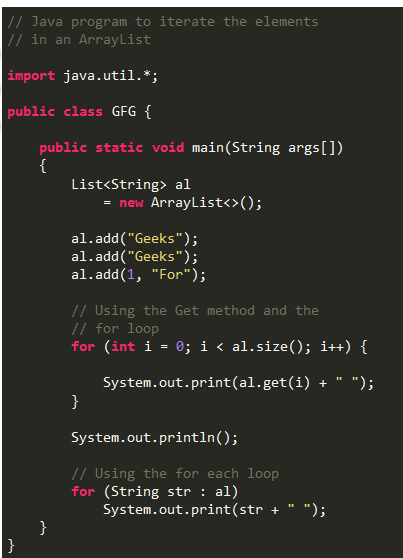 // Java program to iterate the elements
// in an ArrayList
import java.util.*;
public class GFG {
public static void main(String args[])
{
List<String> al
= new ArrayList<>();
al.add("Geeks");
al.add("Geeks");
al.add(1, "For");
// Using the Get method and the
// for loop
for (int i = 0; i < al.size(); i++) {
System.out.print(al.get(i) + " ");
}
System.out.println();
// Using the for each loop
for (String str : al)
System.out.print(str + " ");
}
}